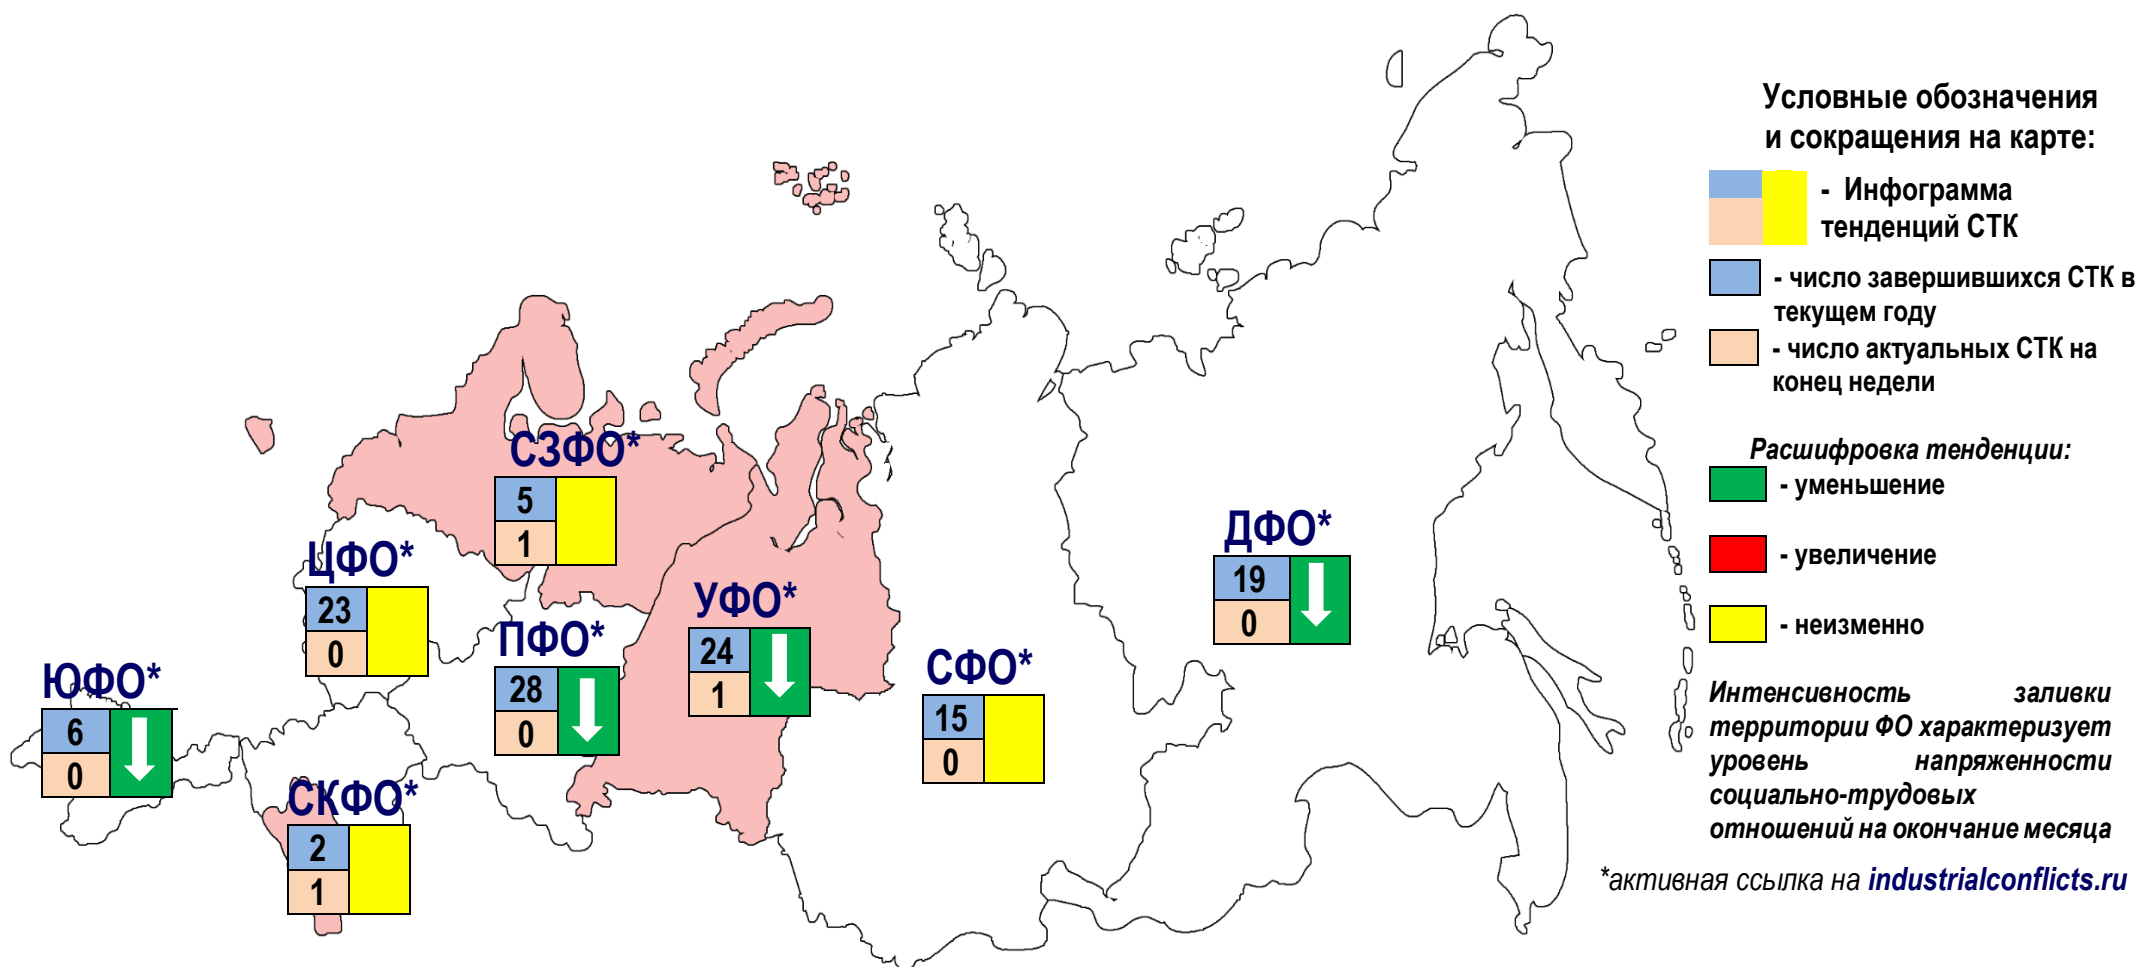 СЗФО*
5
1
ЦФО*
23
0
ПФО*
28
0
УФО*
24
1
ЮФО*
6
0
СКФО*
2
1
СФО*
15
0
ДФО*
19
0
Условные обозначения
и сокращения на карте:
- Инфограмма
тенденций СТК
- число завершившихся СТК в
текущем году
- число актуальных СТК на
конец недели
Расшифровка тенденции:
- уменьшение
- увеличение
- неизменно
Интенсивность заливки
территории ФО характеризует
уровень напряженности
социально-трудовых
отношений на окончание месяца
*активная ссылка на industrialconflicts.ru